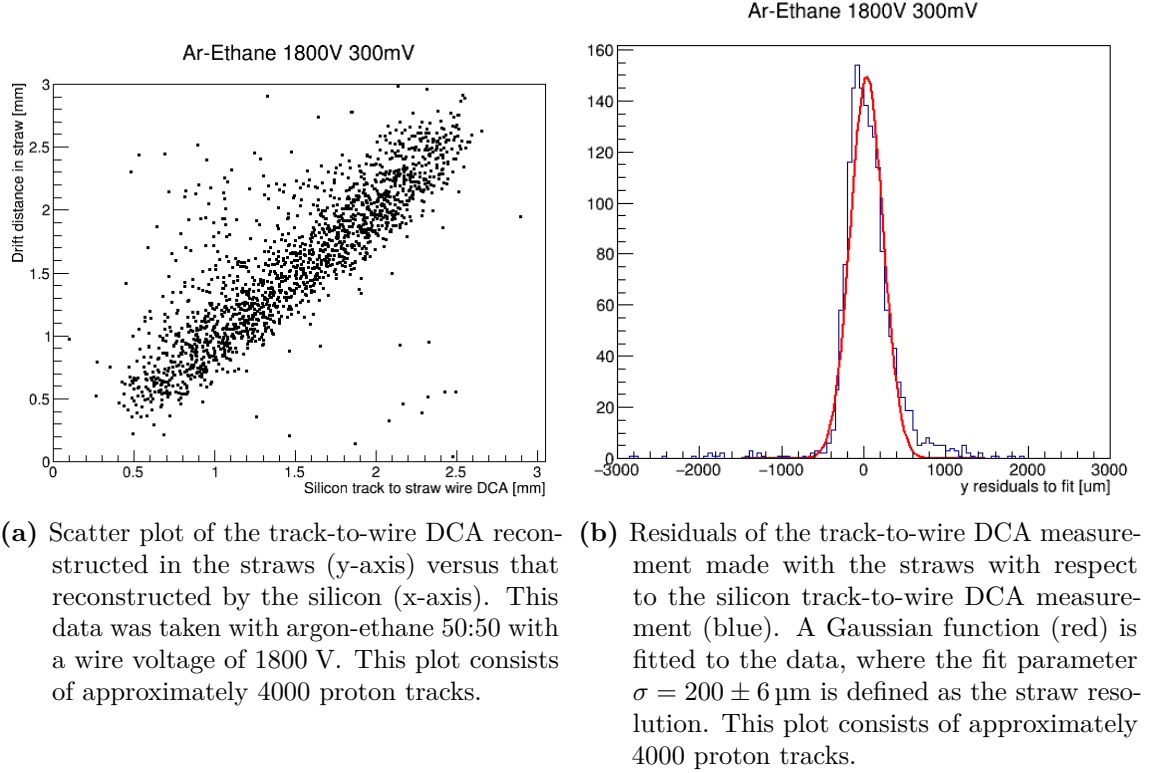 Ar-Ethane 1800V 300mV
Drift distance in straw [mm]
3
2.5
2
1.5
1
0.5
0
0 0.5 1 1.5 2 2.5 3
Silicon track to straw wire DCA [mm]
Ar-Ethane 1800V 300mV
160
140
120
100
80
60
40
20
0
−3000 −2000 −1000 0 1000 2000 3000
y residuals to fit [um]
(a) Scatter plot of the track-to-wire DCA recon-
structed in the straws (y-axis) versus that
reconstructed by the silicon (x-axis). This
data was taken with argon-ethane 50:50 with
a wire voltage of 1800 V. This plot consists
of approximately 4000 proton tracks.
(b) Residuals of the track-to-wire DCA measure-
ment made with the straws with respect
to the silicon track-to-wire DCA measure-
ment (blue). A Gaussian function (red) is
fitted to the data, where the fit parameter
σ = 200 ± 6 µm is defined as the straw reso-
lution. This plot consists of approximately
4000 proton tracks.